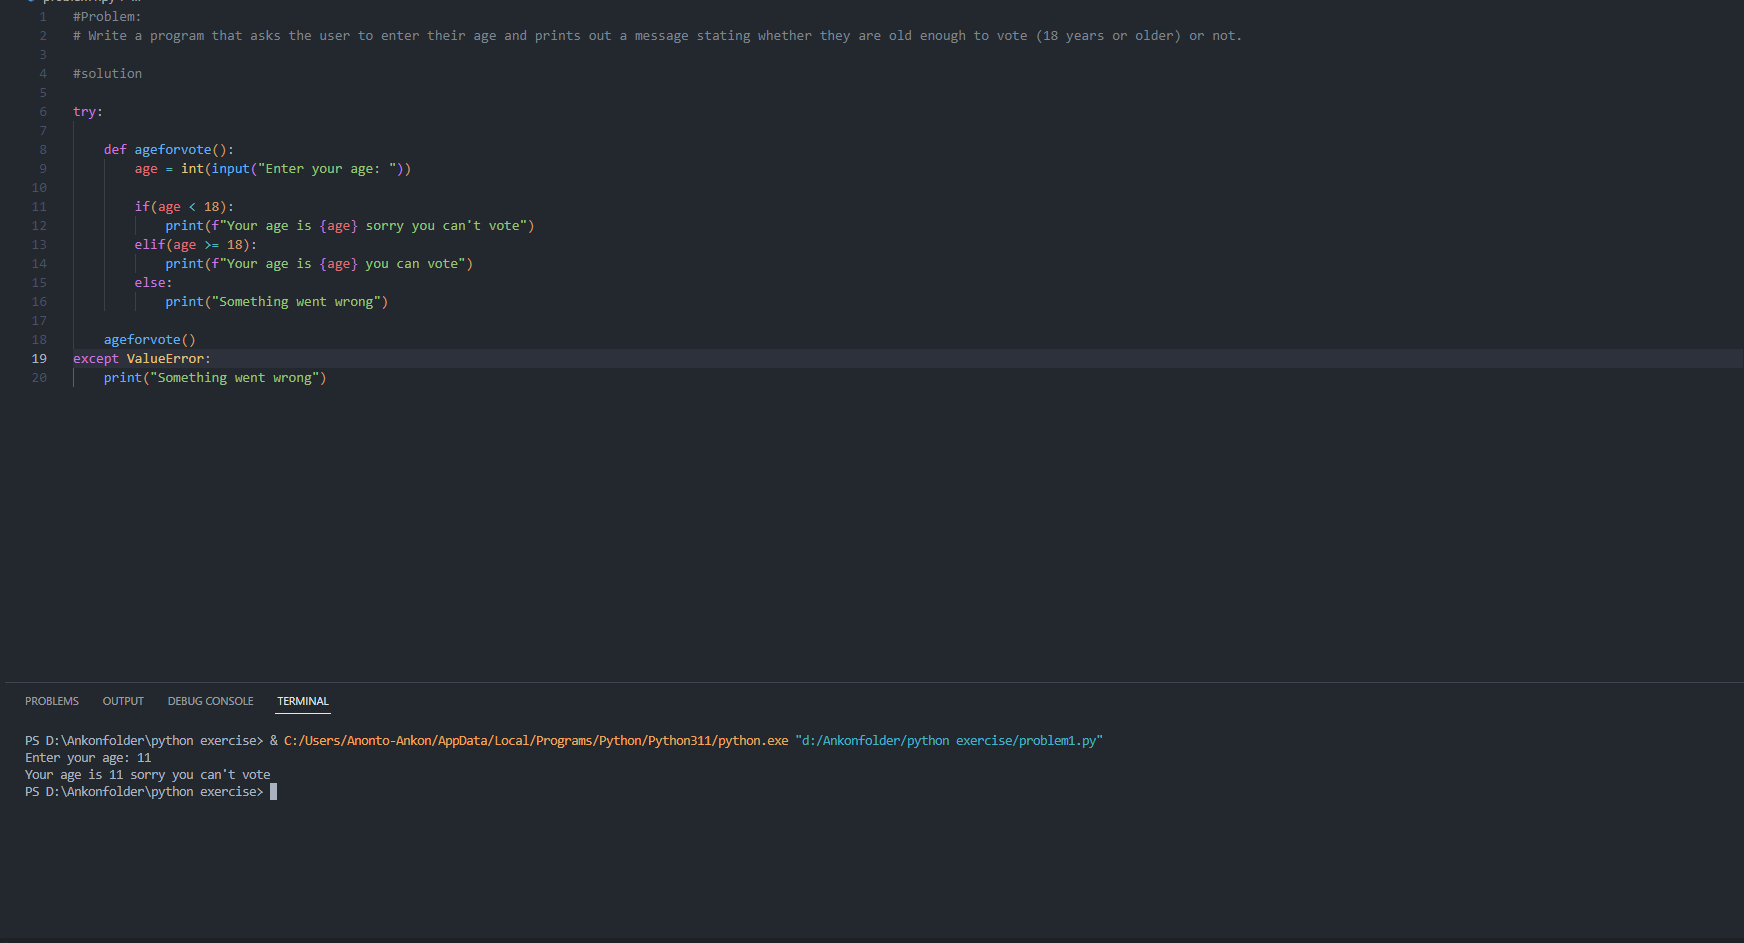 1 #Problem:
2 # Write a program that asks the user to enter their age and prints out a message stating whether they are old enough to vote (18 years or older) or not.
3
4 #solution
5
6 try:
7
8     def ageforvote():
9         age = int(input("Enter your age: "))
10
11         if(age < 18):
12             print(f"Your age is {age} sorry you can't vote")
13         elif(age >= 18):
14             print(f"Your age is {age} you can vote")
15         else:
16             print("Something went wrong")
17
18     ageforvote()
19 except ValueError:
20     print("Something went wrong")
PROBLEMS OUTPUT DEBUG CONSOLE TERMINAL
PS D:\Ankonfolder\python exercise> & C:/Users/Anonto-Ankon/AppData/Local/Programs/Python/Python311/python.exe "d:/Ankonfolder/python exercise/problem1.py"
Enter your age: 11
Your age is 11 sorry you can't vote
PS D:\Ankonfolder\python exercise>